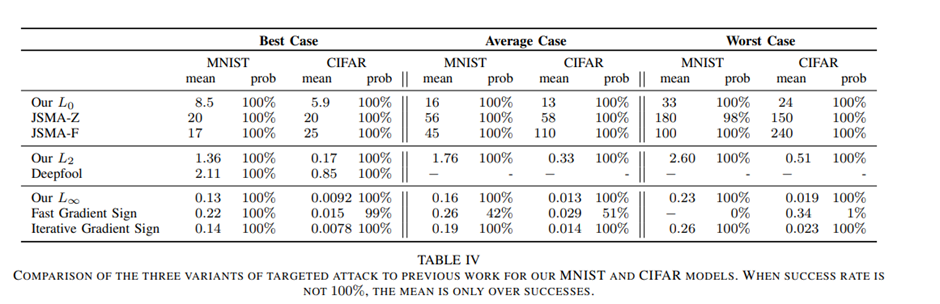 Best Case Average Case Worst Case
MNIST CIFAR MNIST CIFAR MNIST CIFAR
mean prob mean prob mean prob mean prob mean prob mean prob
Our L0 8.5 100% 5.9 100% 16 100% 13 100% 33 100% 24 100%
JSMA-Z 20 100% 20 100% 56 100% 58 100% 180 98% 150 100%
JSMA-F 17 100% 25 100% 45 100% 110 100% 100 100% 240 100%
Our L2 1.36 100% 0.17 100% 1.76 100% 0.33 100% 2.60 100% 0.51 100%
Deepfool 2.11 100% 0.85 100% − - − - − - − -
Our L∞ 0.13 100% 0.0092 100% 0.16 100% 0.013 100% 0.23 100% 0.019 100%
Fast Gradient Sign 0.22 100% 0.015 99% 0.26 42% 0.029 51% − 0% 0.34 1%
Iterative Gradient Sign 0.14 100% 0.0078 100% 0.19 100% 0.014 100% 0.26 100% 0.023 100%
TABLE IV
COMPARISON OF THE THREE VARIANTS OF TARGETED ATTACK TO PREVIOUS WORK FOR OUR MNIST AND CIFAR MODELS. WHEN SUCCESS RATE IS
NOT 100%, THE MEAN IS ONLY OVER SUCCESSES.